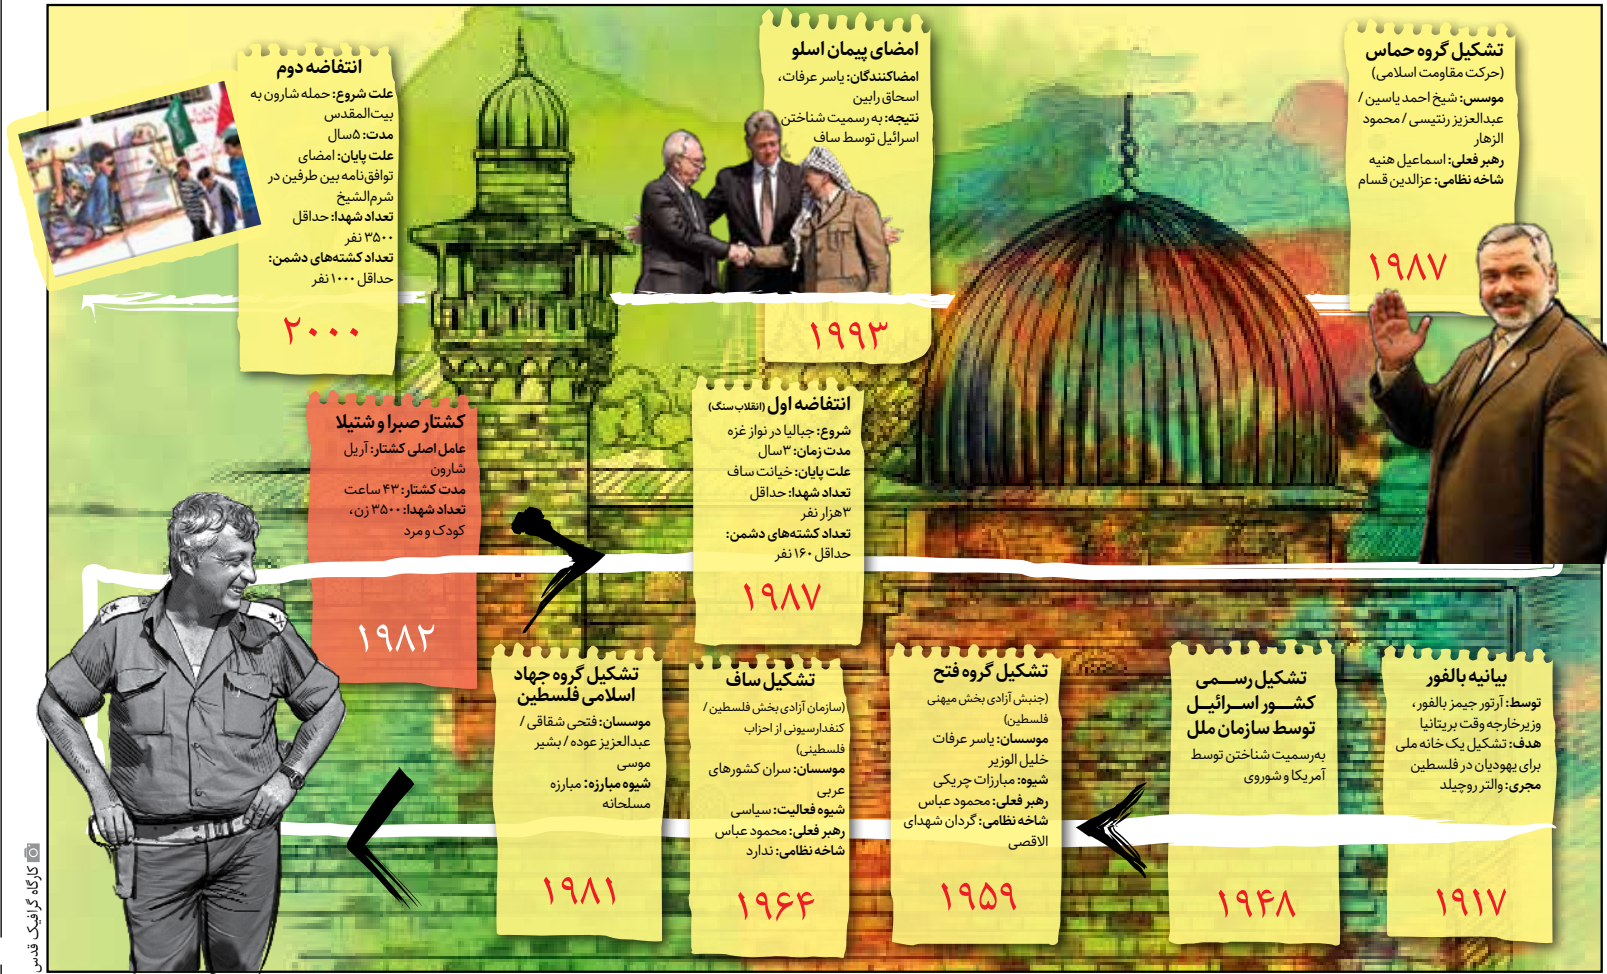 بیانیه بالفور
توسط: آرتور جیمز بالفور،
وزیرخارجه وقت بریتانیا
هدف: تشکیل یک خانه ملی
برای یهودیان در فلسطین
مجری: والتر روچیلد
۱۹۱۷
تشکیل رســـمی
کشـــور اسـرائیـل
توسط سازمان ملل
به‌رسمیت شناختن توسط
آمریکا و شوروی
۱۹۴۸
تشکیل گروه فتح
(جنبش آزادی بخش میهنی
فلسطین)
موسسان: یاسر عرفات
خلیل الوزیر
شیوه: مبارزات چریکی
رهبر فعلی: محمود عباس
شاخه نظامی: گردان شهدای
الاقصی
۱۹۵۹
تشکیل ساف
(سازمان آزادی بخش فلسطین /
کنفدارسیونی از احزاب
فلسطینی)
موسسان: سران کشورهای
عربی
شیوه فعالیت: سیاسی
رهبر فعلی: محمود عباس
شاخه نظامی: ندارد
۱۹۶۴
تشکیل گروه جهاد
اسلامی فلسطین
موسسان: فتحی شقاقی /
عبدالعزیز عوده / بشیر
موسی
شیوه مبارزه: مبارزه
مسلحانه
۱۹۸۱
کشتار صبرا و شتیلا
عامل اصلی کشتار: آریل
شارون
مدت کشتار: ۴۳ ساعت
تعداد شهدا: ۳۵۰۰ زن،
کودک و مرد
۱۹۸۲
انتفاضه اول (انقلاب سنگ)
شروع: جبالیا در نوار غزه
مدت زمان: ۳سال
علت پایان: خیانت ساف
تعداد شهدا: حداقل
۳هزار نفر
تعداد کشته‌های دشمن:
حداقل ۱۶۰ نفر
۱۹۸۷
تشکیل گروه حماس
(حرکت مقاومت اسلامی)
موسس: شیخ احمد یاسین /
عبدالعزیز رنتیسی / محمود
الزهار
رهبر فعلی: اسماعیل هنیه
شاخه نظامی: عزالدین قسام
۱۹۸۷
امضای پیمان اسلو
امضاکنندگان: یاسر عرفات،
اسحاق رابین
نتیجه: به رسمیت شناختن
اسرائیل توسط ساف
۱۹۹۳
انتفاضه دوم
علت شروع: حمله شارون به
بیت‌المقدس
مدت: ۵سال
علت پایان: امضای
توافق‌نامه بین طرفین در
شرم‌الشیخ
تعداد شهدا: حداقل
۳۵۰۰ نفر
تعداد کشته‌های دشمن:
حداقل ۱۰۰۰ نفر
۲۰۰۰
کارگاه گرافیک قدس